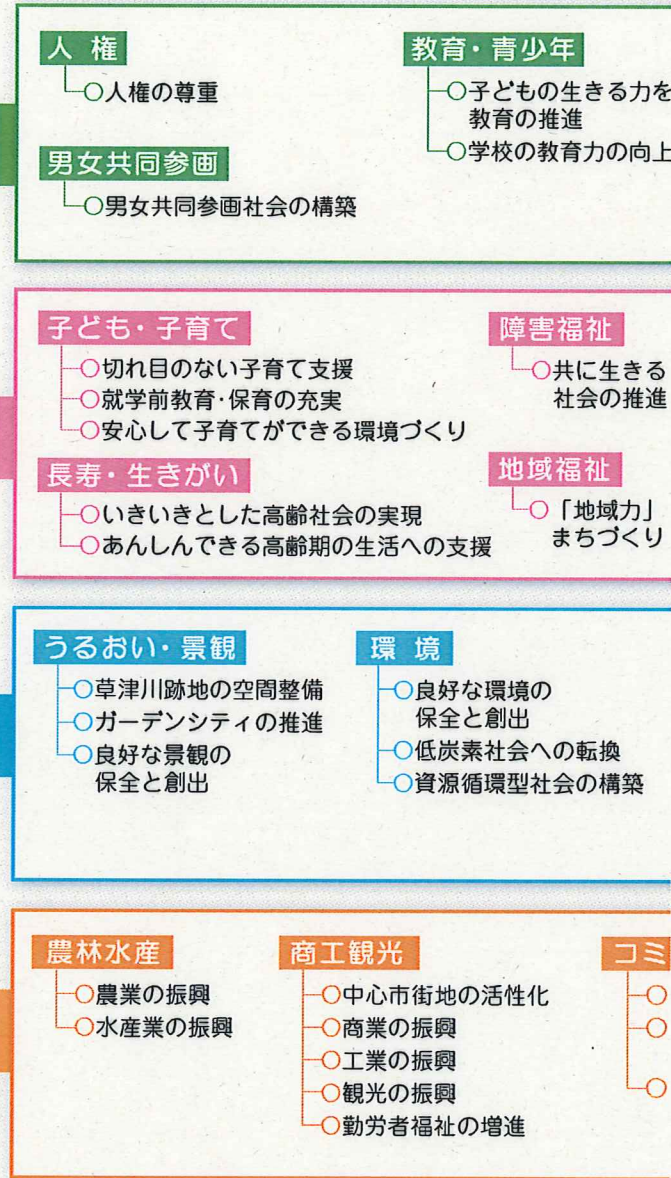 人権
○人権の尊重
男女共同参画
○男女共同参画社会の構築
教育・青少年
○子どもの生きる力を
教育の推進
○学校の教育力の向上
子ども・子育て
○切れ目のない子育て支援
○就学前教育・保育の充実
○安心して子育てができる環境づくり
長寿・生きがい
○いきいきとした高齢社会の実現
○あんしんできる高齢期の生活への支援
障害福祉
○共に生きる
社会の推進
地域福祉
○「地域力」
まちづくり
うるおい・景観
○草津川跡地の空間整備
○ガーデンシティの推進
○良好な景観の
保全と創出
環境
○良好な環境の
保全と創出
○低炭素社会への転換
○資源循環型社会の構築
農林水産
○農業の振興
○水産業の振興
商工観光
○中心市街地の活性化
○商業の振興
○工業の振興
○観光の振興
○勤労者福祉の増進
コミ
○
○
○